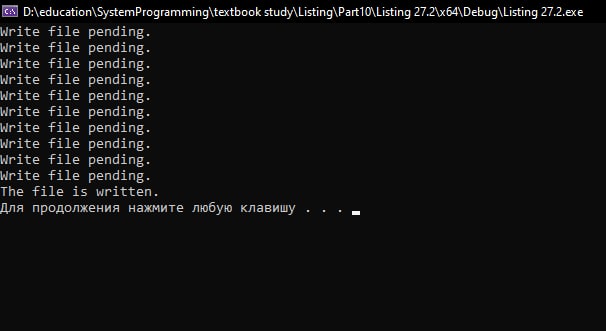 D:\education\SystemProgramming\textbook study\Listing\Part10\Listing 27.2\x64\Debug\Listing 27.2.exe
Write file pending.
Write file pending.
Write file pending.
Write file pending.
Write file pending.
Write file pending.
Write file pending.
Write file pending.
Write file pending.
Write file pending.
The file is written.
Для продолжения нажмите любую клавишу . . .